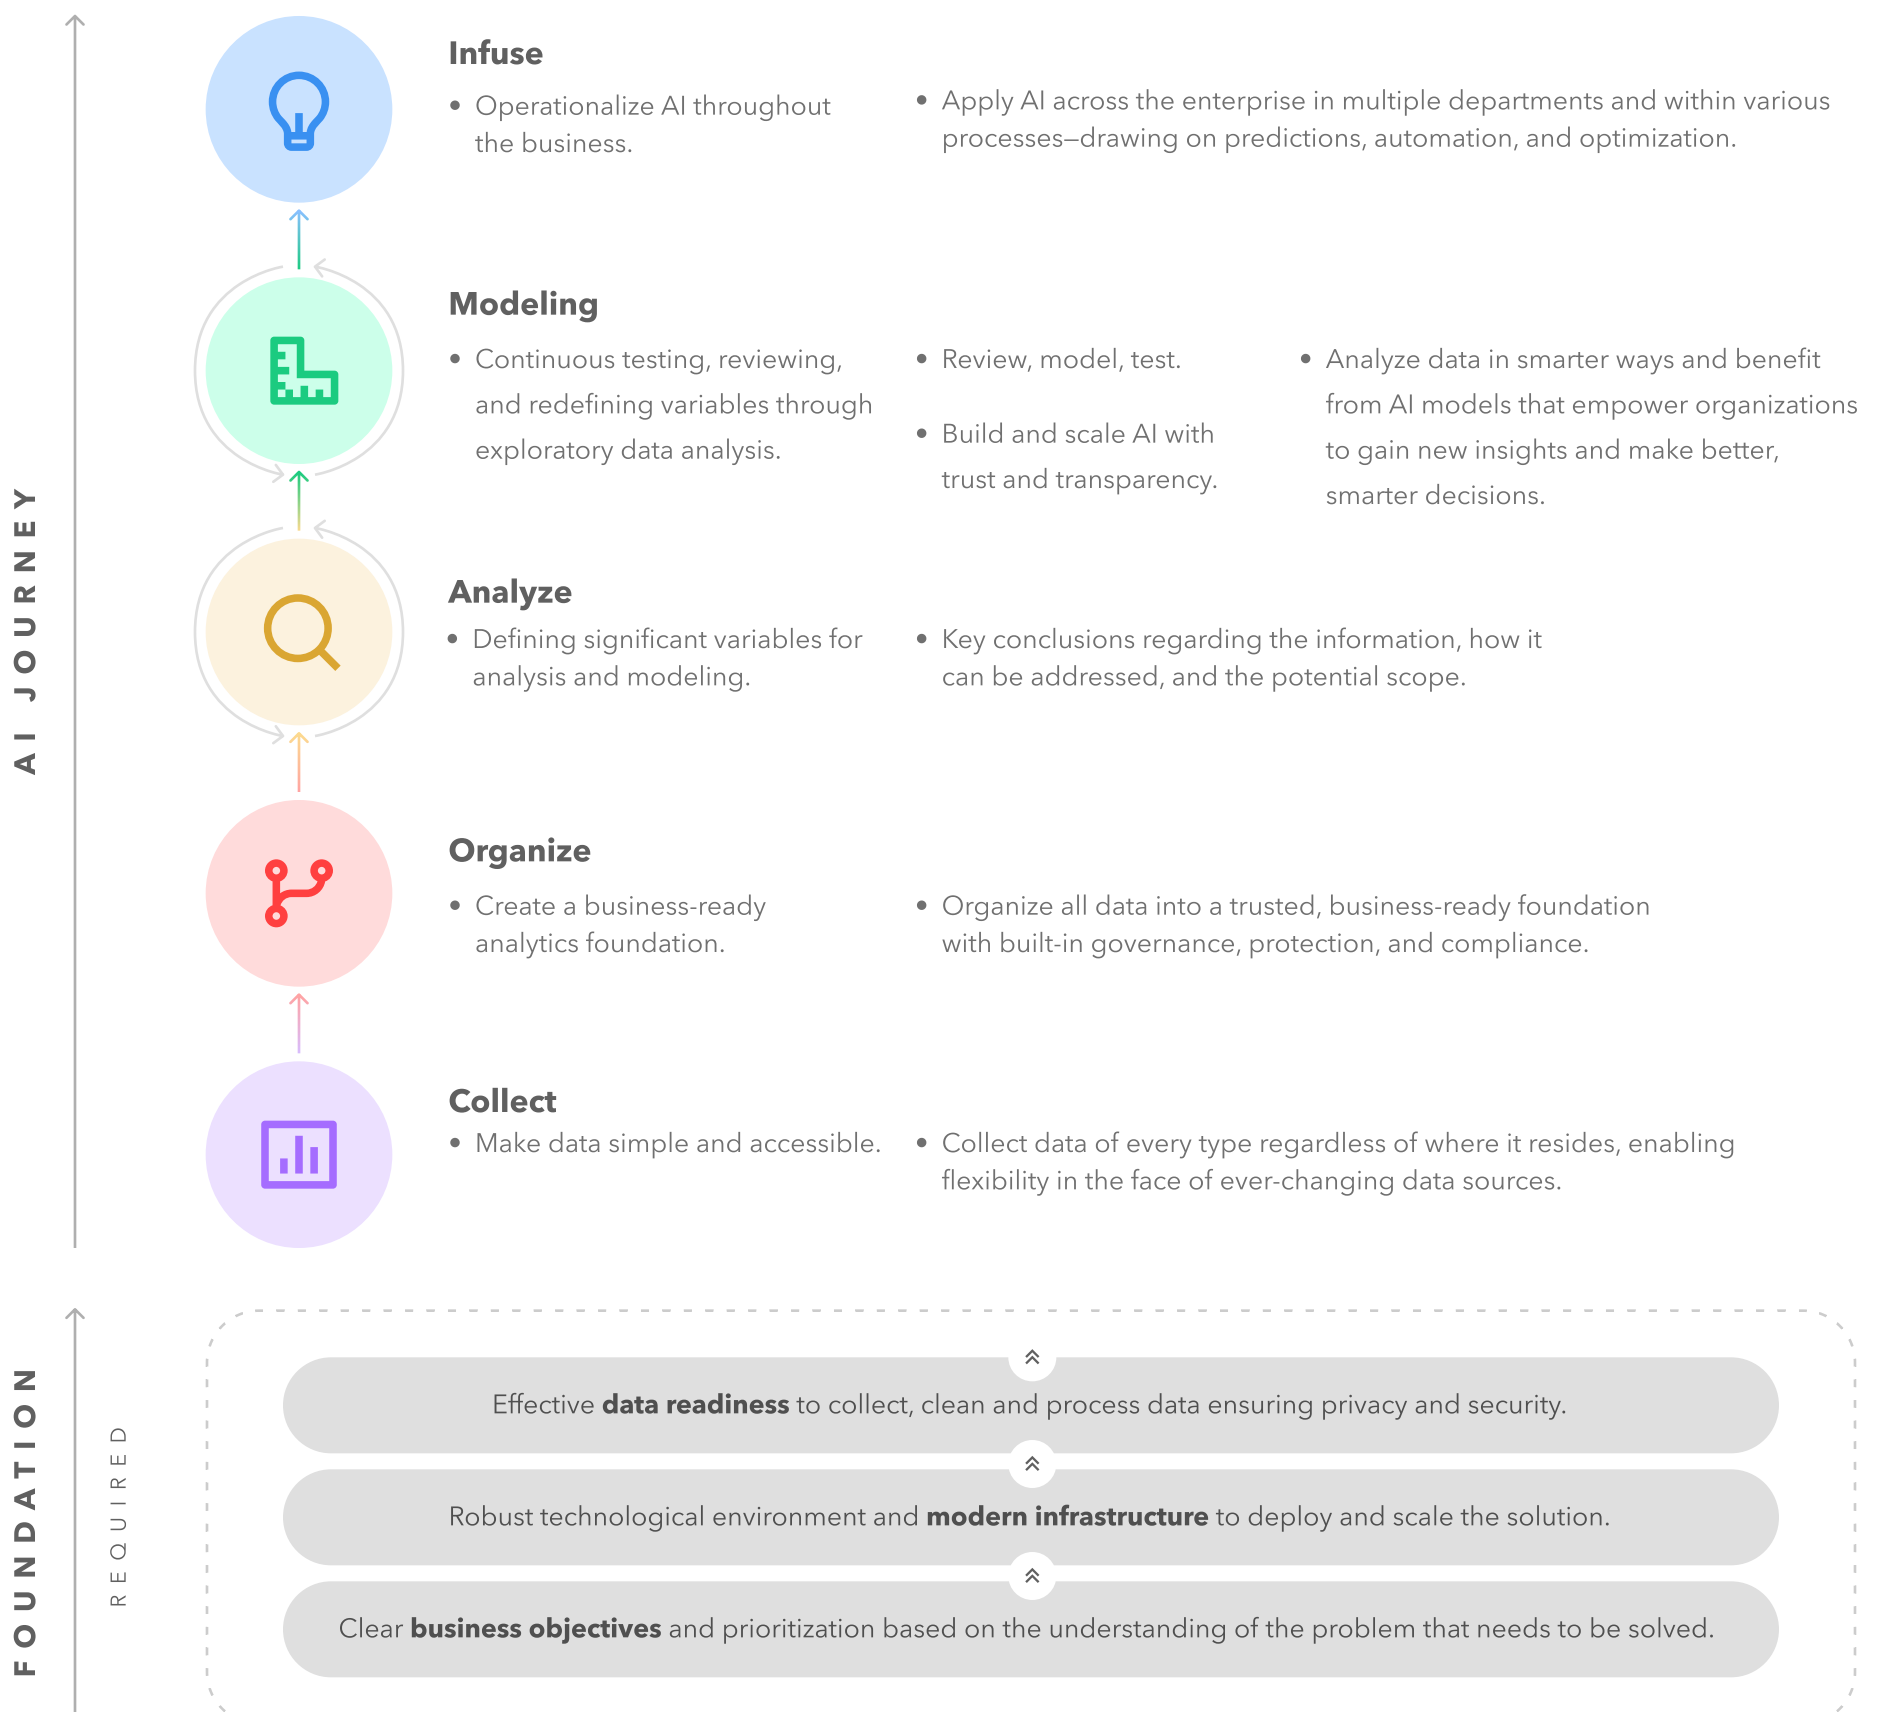 AI JOURNEY
Infuse
• Operationalize AI throughout
the business.
• Apply AI across the enterprise in multiple departments and within various
processes—drawing on predictions, automation, and optimization.
Modeling
• Continuous testing, reviewing,
and redefining variables through
exploratory data analysis.
• Review, model, test.
• Build and scale AI with
trust and transparency.
• Analyze data in smarter ways and benefit
from AI models that empower organizations
to gain new insights and make better,
smarter decisions.
Analyze
• Defining significant variables for
analysis and modeling.
• Key conclusions regarding the information, how it
can be addressed, and the potential scope.
Organize
• Create a business-ready
analytics foundation.
• Organize all data into a trusted, business-ready foundation
with built-in governance, protection, and compliance.
Collect
• Make data simple and accessible.
• Collect data of every type regardless of where it resides, enabling
flexibility in the face of ever-changing data sources.
FOUNDATION
REQUIRED
Effective data readiness to collect, clean and process data ensuring privacy and security.
Robust technological environment and modern infrastructure to deploy and scale the solution.
Clear business objectives and prioritization based on the understanding of the problem that needs to be solved.